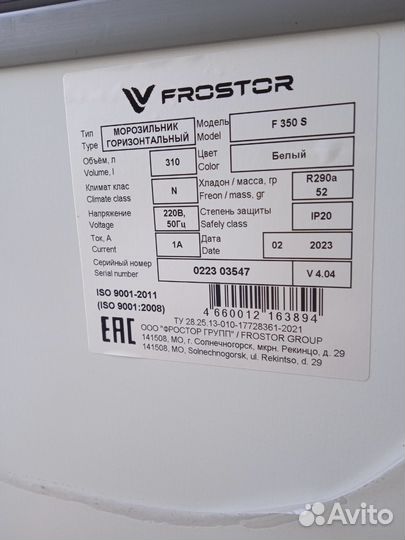 FROSTOR
Тип МОРОЗИЛЬНИК Модель F 350 S
Type ГОРИЗОНТАЛЬНЫЙ Model
Объём, л 310 Цвет Белый
Volume, l Color
Климат клас N Хладон / масса, гр R290a
Climate class Freon / mass, gr 52
Напряжение 220В, Степень защиты IP20
Voltage 50Гц Safely class
Ток, А 1А Дата 02 2023
Current Date
Серийный номер 0223 03547 V 4.04
Serial number
ISO 9001-2011
(ISO 9001:2008)
4 660012 163894
ТУ 28.25.13-010-17728361-2021
EAC ООО "ФРОСТОР ГРУПП" / FROSTOR GROUP
141508, МО, г. Солнечногорск, мкрн. Рекинцо, д. 29
141508, MO, Solnechnogorsk, ul. Rekintso, d. 29
Avito